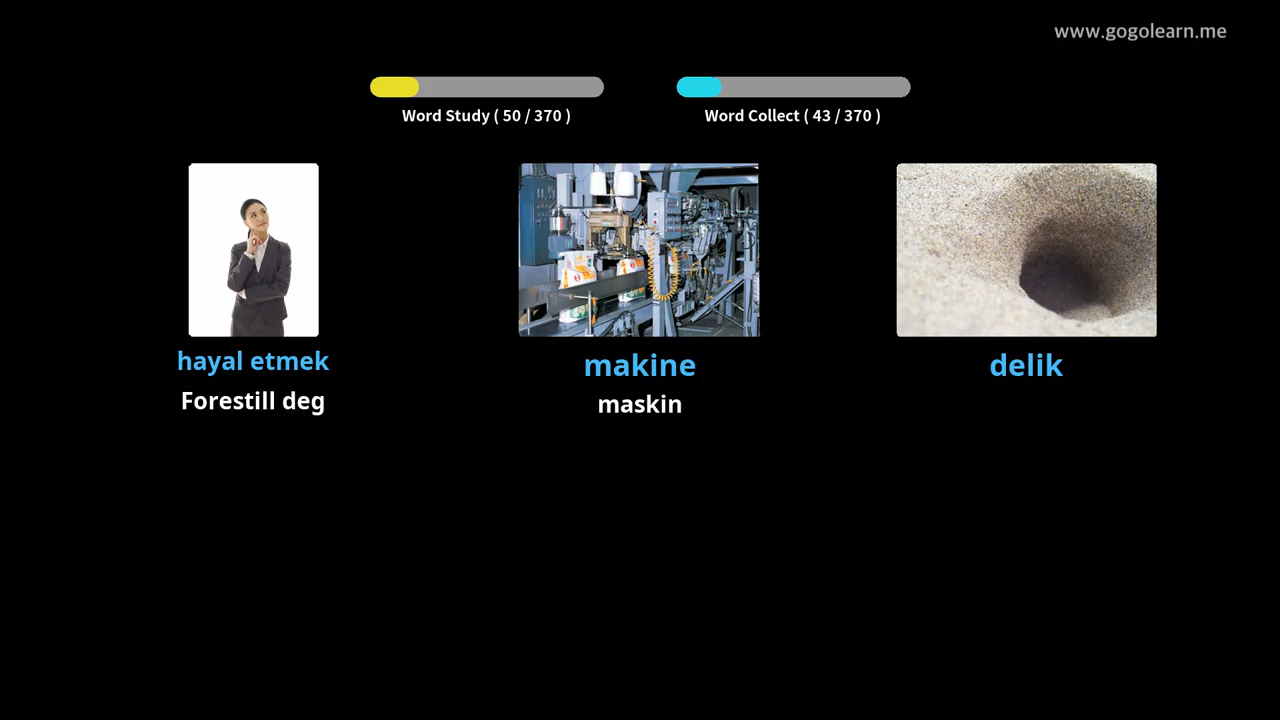 www.gogolearn.me
Word Study ( 50 / 370 )
Word Collect ( 43 / 370 )
hayal etmek
Forestill deg
makine
maskin
delik